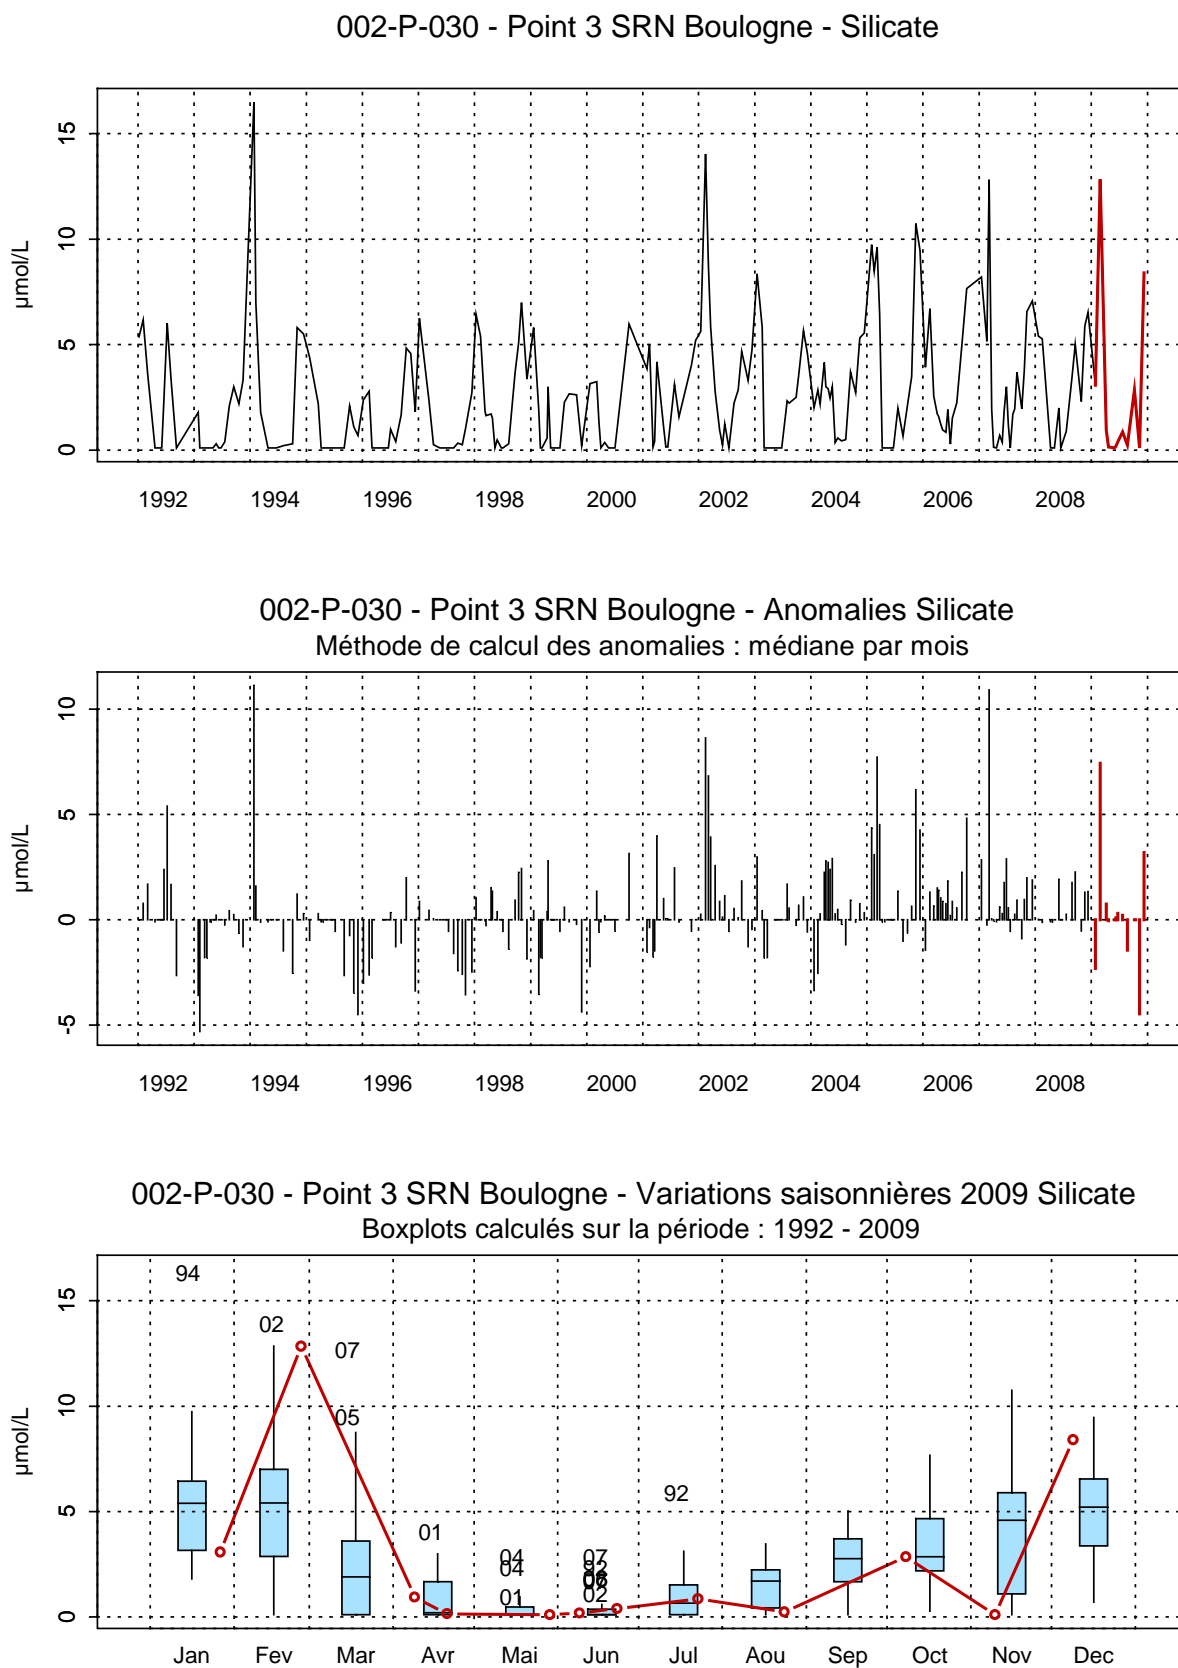 002-P-030 - Point 3 SRN Boulogne - Silicate
µmol/L
15
10
5
0
1992 1994 1996 1998 2000 2002 2004 2006 2008
002-P-030 - Point 3 SRN Boulogne - Anomalies Silicate
Méthode de calcul des anomalies : médiane par mois
µmol/L
10
5
0
-5
1992 1994 1996 1998 2000 2002 2004 2006 2008
002-P-030 - Point 3 SRN Boulogne - Variations saisonnières 2009 Silicate
Boxplots calculés sur la période : 1992 - 2009
µmol/L
15
10
5
0
94
02
07
05
01
04
04
01
07
92
02
92
Jan Fev Mar Avr Mai Jun Jul Aou Sep Oct Nov Dec